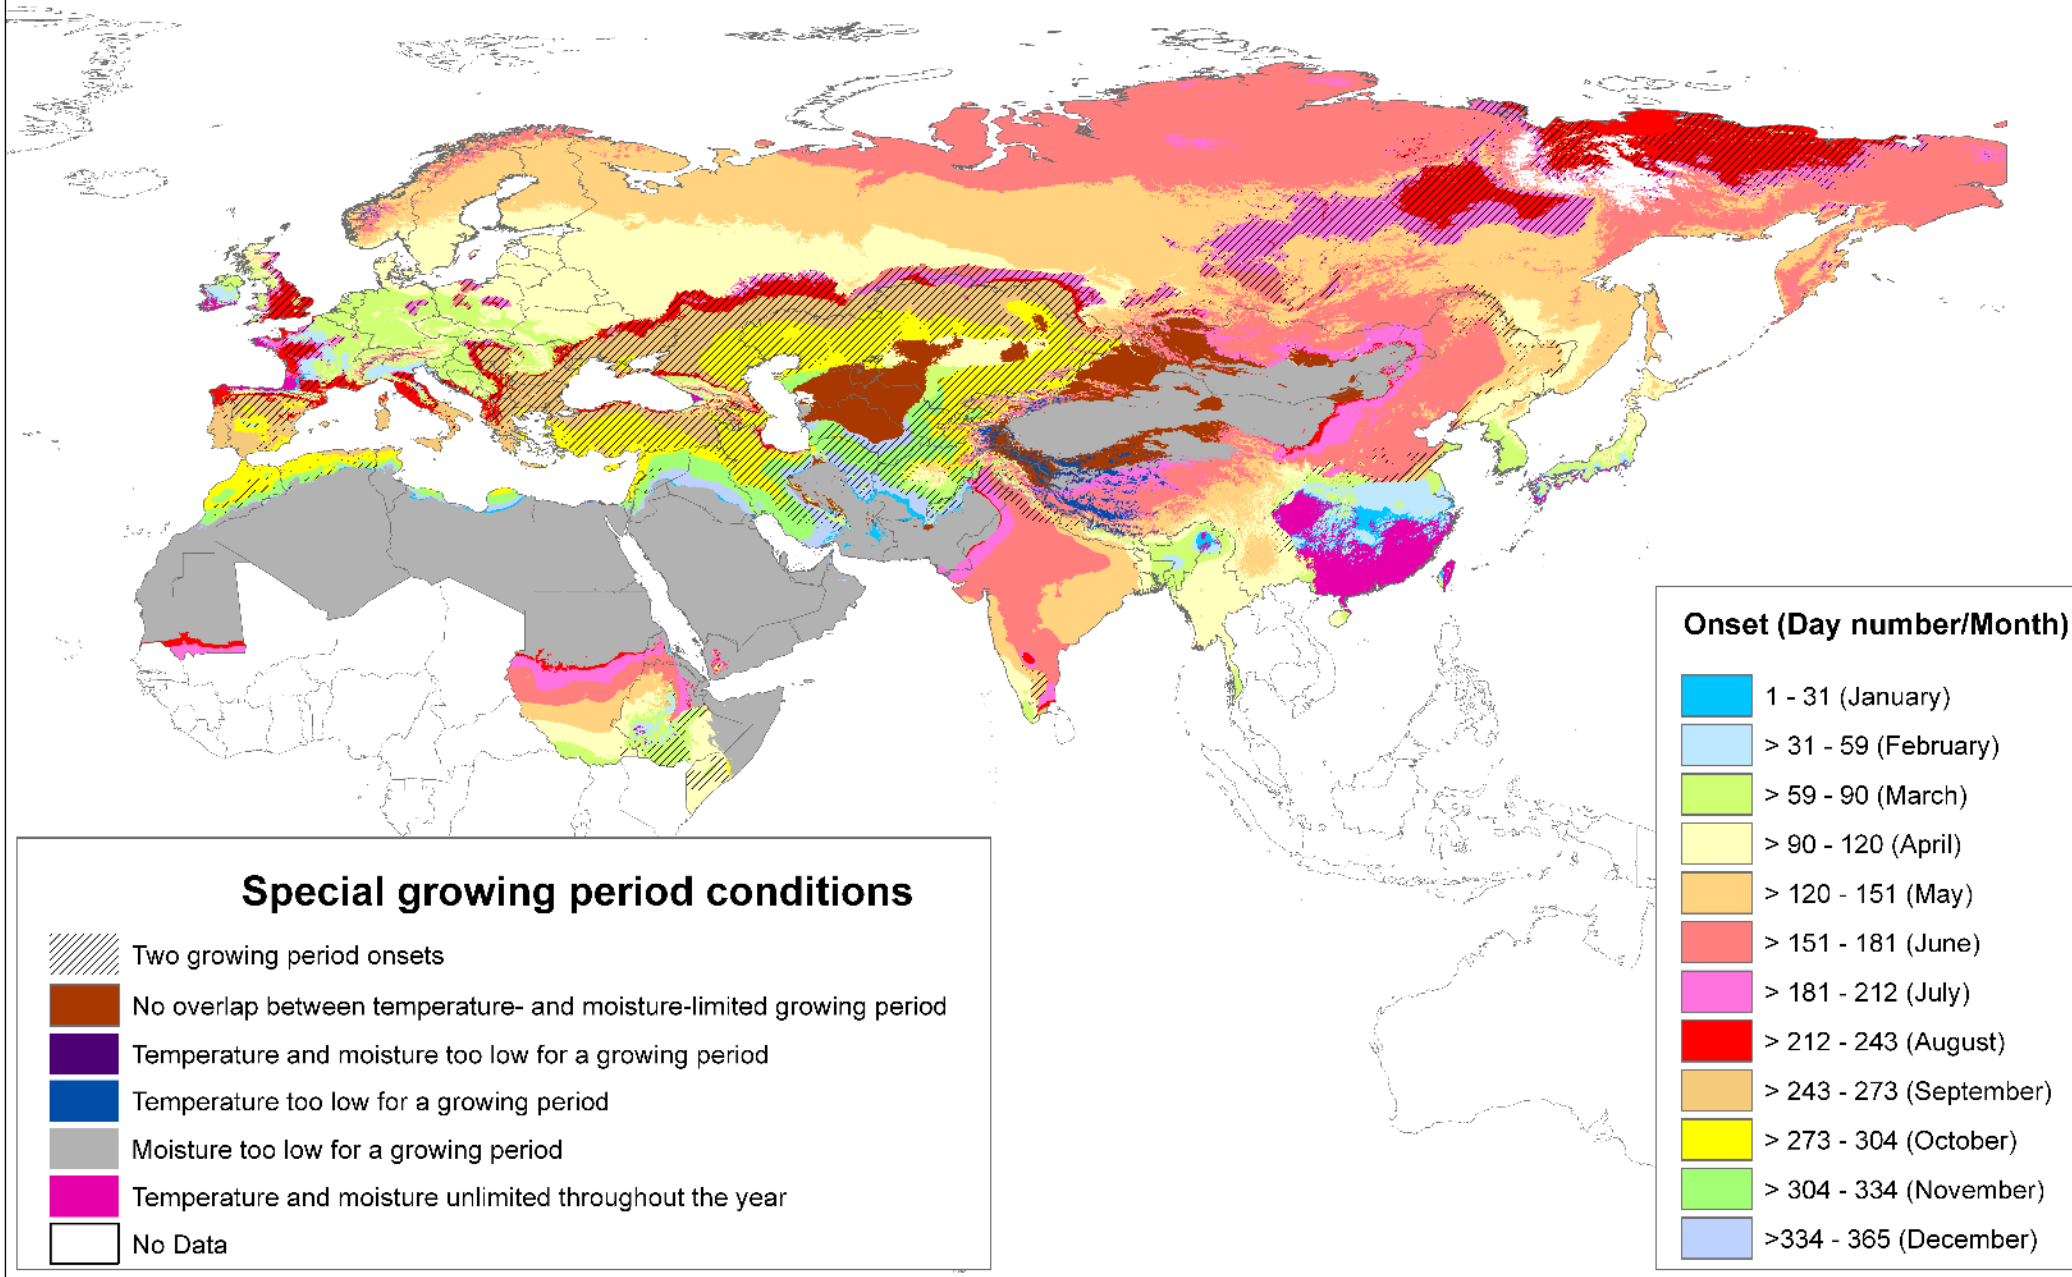 Onset (Day number/Month)
1 - 31 (January)
> 31 - 59 (February)
> 59 - 90 (March)
> 90 - 120 (April)
> 120 - 151 (May)
> 151 - 181 (June)
> 181 - 212 (July)
> 212 - 243 (August)
> 243 - 273 (September)
> 273 - 304 (October)
> 304 - 334 (November)
>334 - 365 (December)
Special growing period conditions
Two growing period onsets
No overlap between temperature- and moisture-limited growing period
Temperature and moisture too low for a growing period
Temperature too low for a growing period
Moisture too low for a growing period
Temperature and moisture unlimited throughout the year
No Data